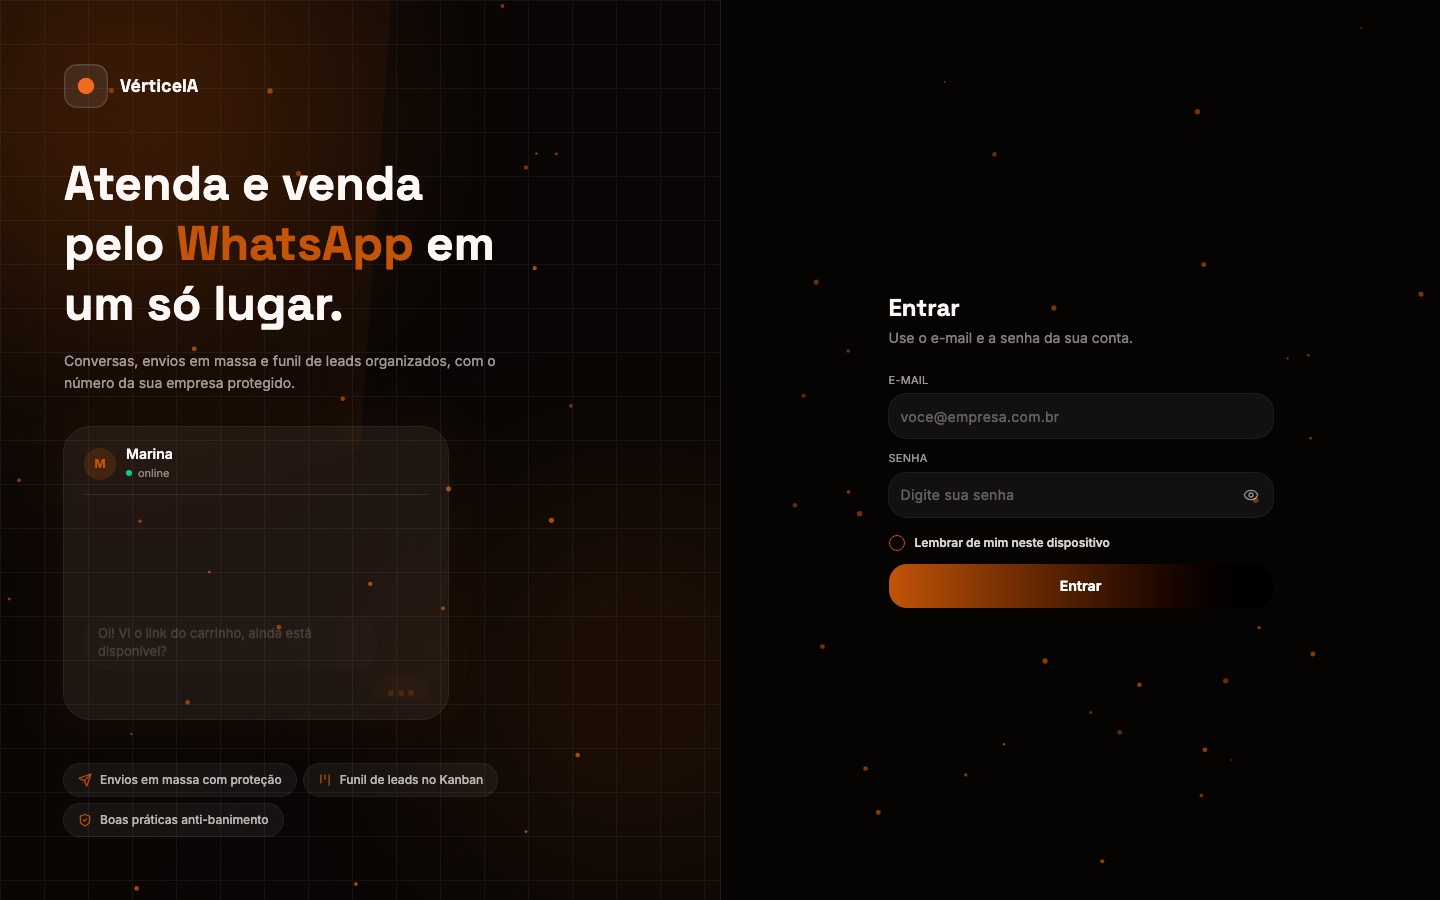 VérticeIA
Atenda e venda
pelo WhatsApp em
um só lugar.
Conversas, envios em massa e funil de leads organizados, com o
número da sua empresa protegido.
M
Marina
online
Oi! Vi o link do carrinho, ainda está
disponível?
Envios em massa com proteção
Funil de leads no Kanban
Boas práticas anti-banimento
Entrar
Use o e-mail e a senha da sua conta.
E-MAIL
voce@empresa.com.br
SENHA
Digite sua senha
Lembrar de mim neste dispositivo
Entrar